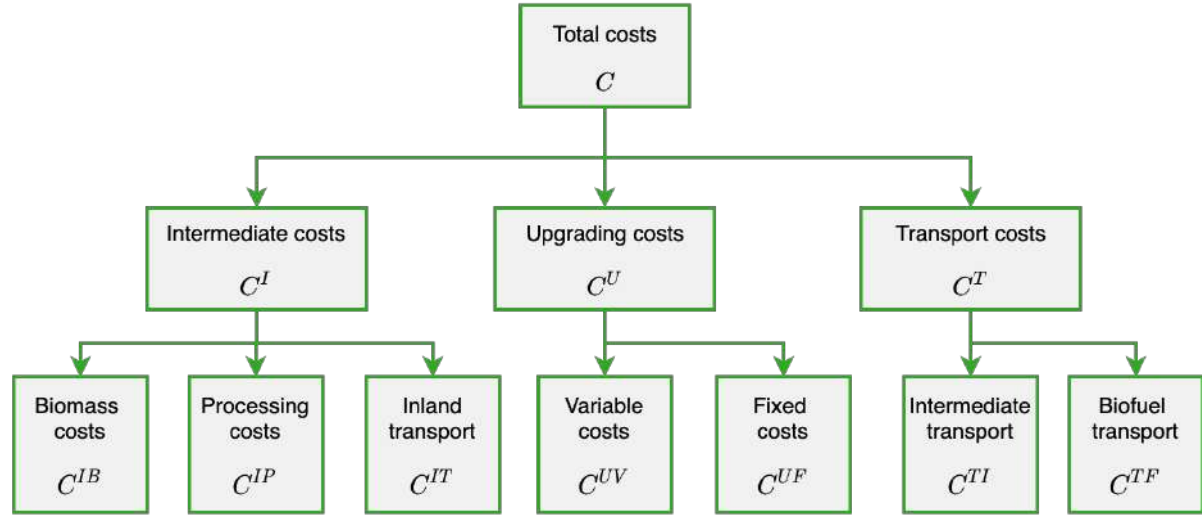 Total costs
C
Intermediate costs
C^I
Upgrading costs
C^U
Transport costs
C^T
Biomass
costs
C^{IB}
Processing
costs
C^{IP}
Inland
transport
C^{IT}
Variable
costs
C^{UV}
Fixed
costs
C^{UF}
Intermediate
transport
C^{TI}
Biofuel
transport
C^{TF}